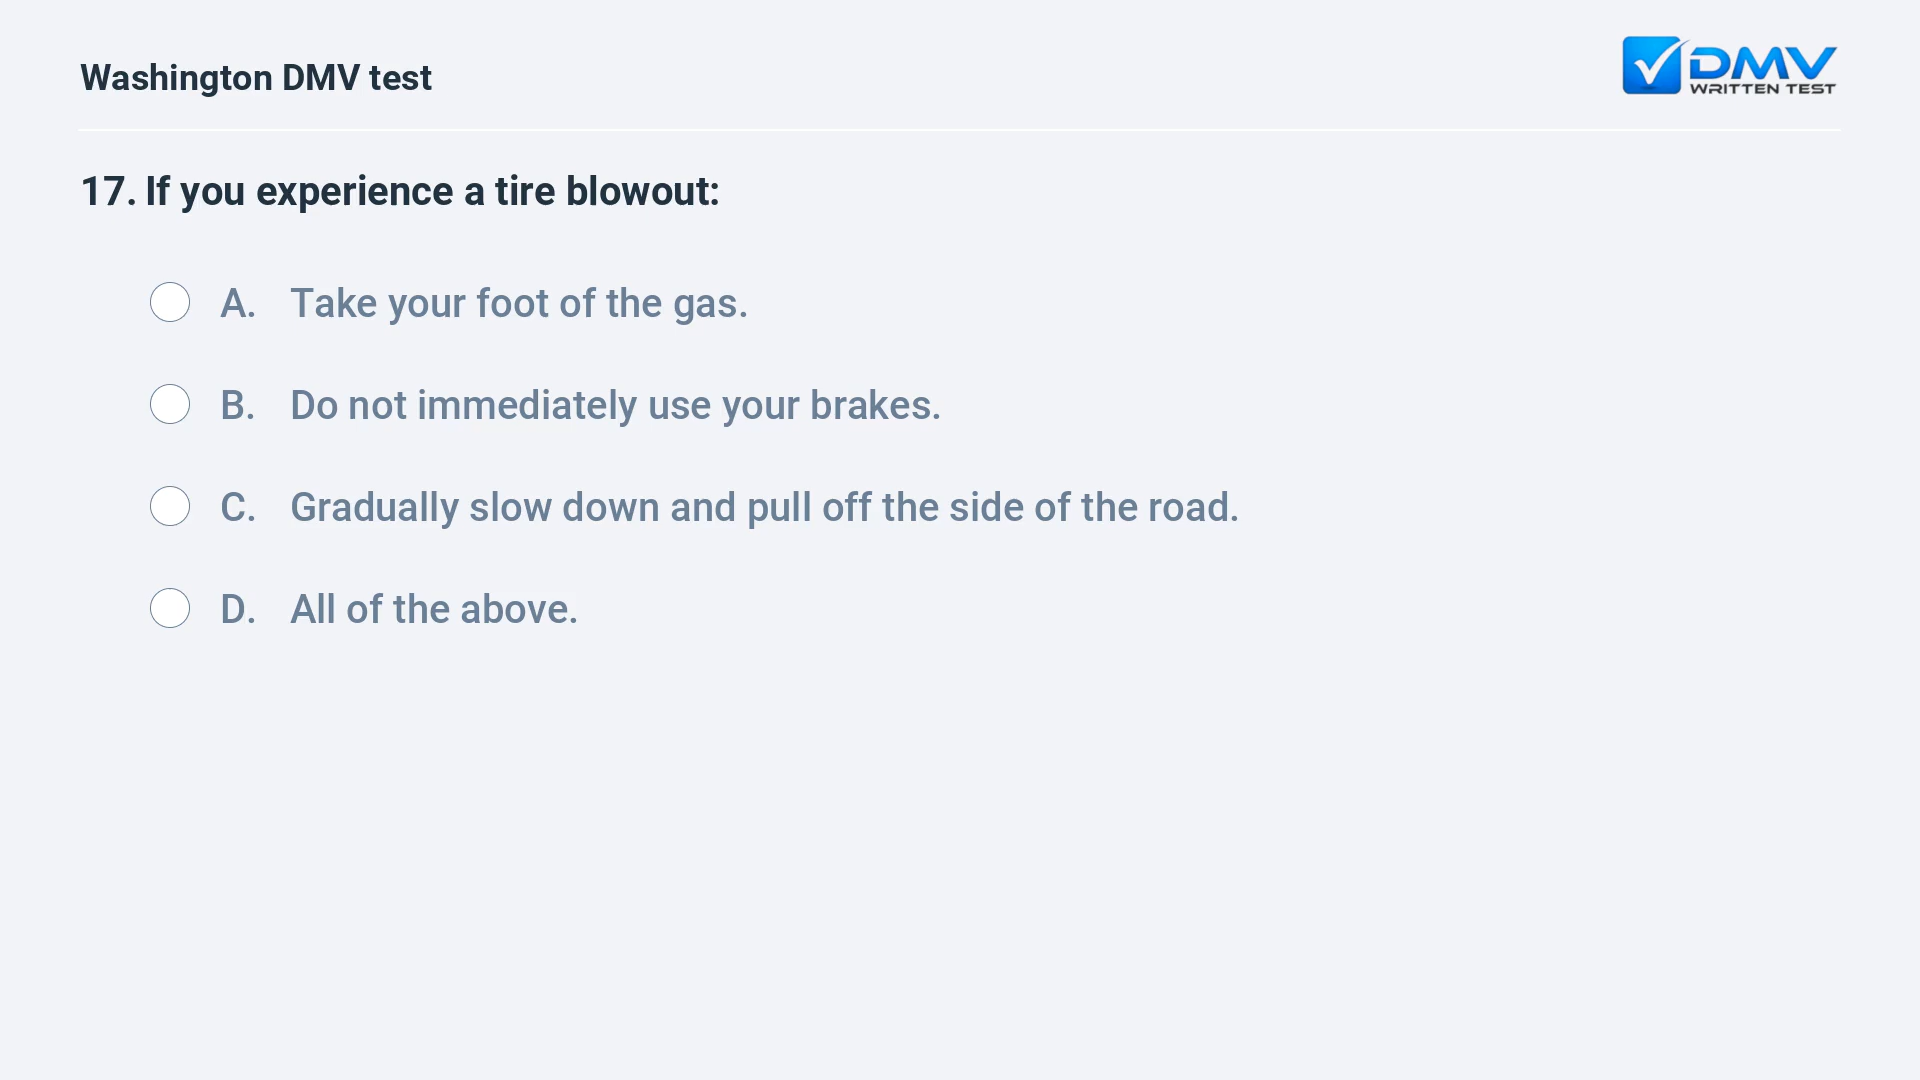 Washington DMV test
DMV
WRITTEN TEST
17. If you experience a tire blowout:
A. Take your foot of the gas.
B. Do not immediately use your brakes.
C. Gradually slow down and pull off the side of the road.
D. All of the above.